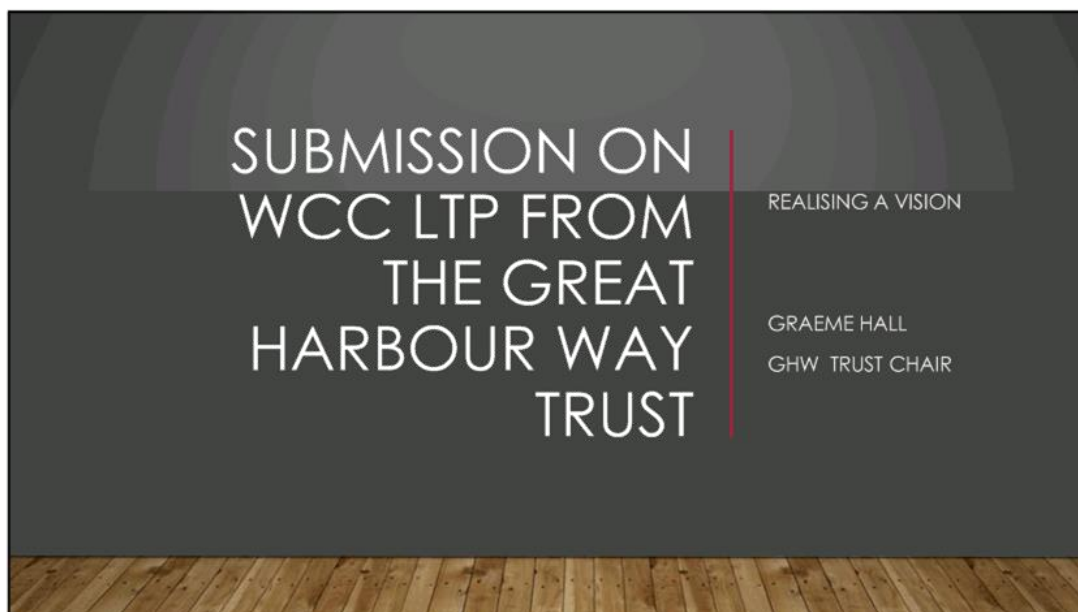 SUBMISSION ON
WCC LTP FROM
THE GREAT
HARBOUR WAY
TRUST
REALISING A VISION
GRAEME HALL
GHW TRUST CHAIR